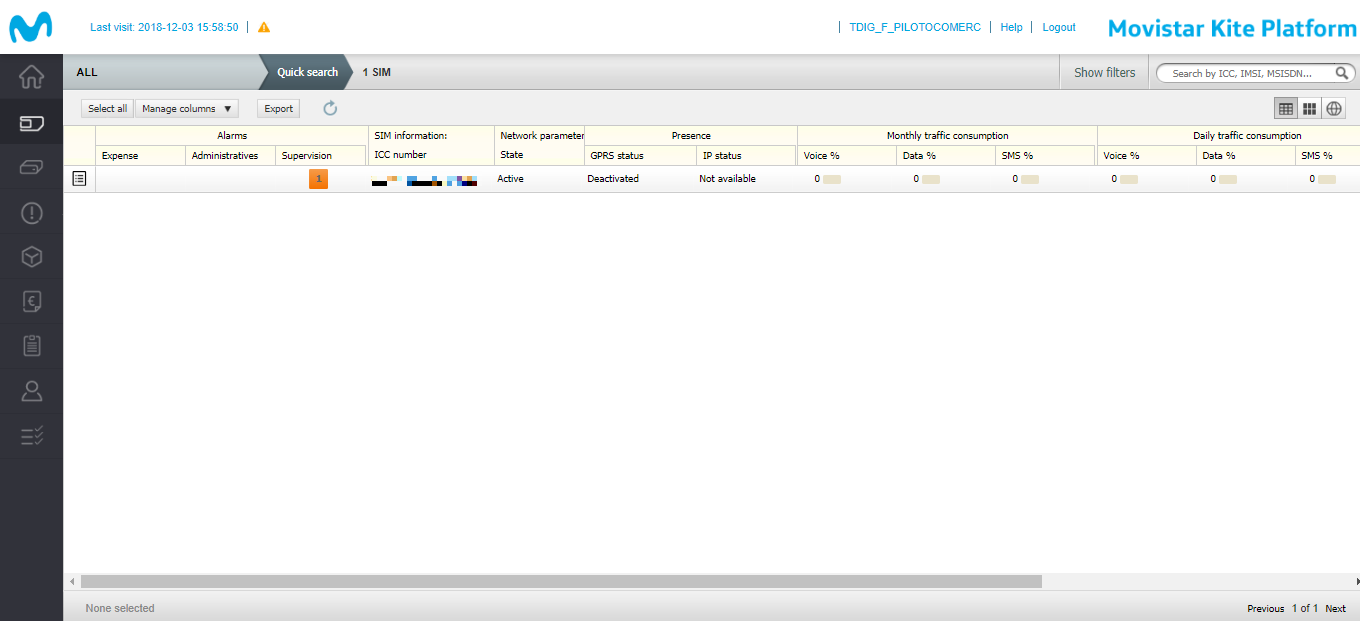 Last visit: 2018-12-03 15:58:50 | | TDIG_F_PILOTOCOMERC | Help | Logout Movistar Kite Platform
ALL Quick search 1 SIM Show filters Search by ICC, IMSI, MSISDN...
Select all Manage columns ▼ Export
Alarms SIM information: Network parameter Presence Monthly traffic consumption Daily traffic consumption
Expense Administratives Supervision ICC number State GPRS status IP status Voice % Data % SMS % Voice % Data % SMS %
1 Active Deactivated Not available 0 0 0 0 0 0
None selected Previous 1 of 1 Next